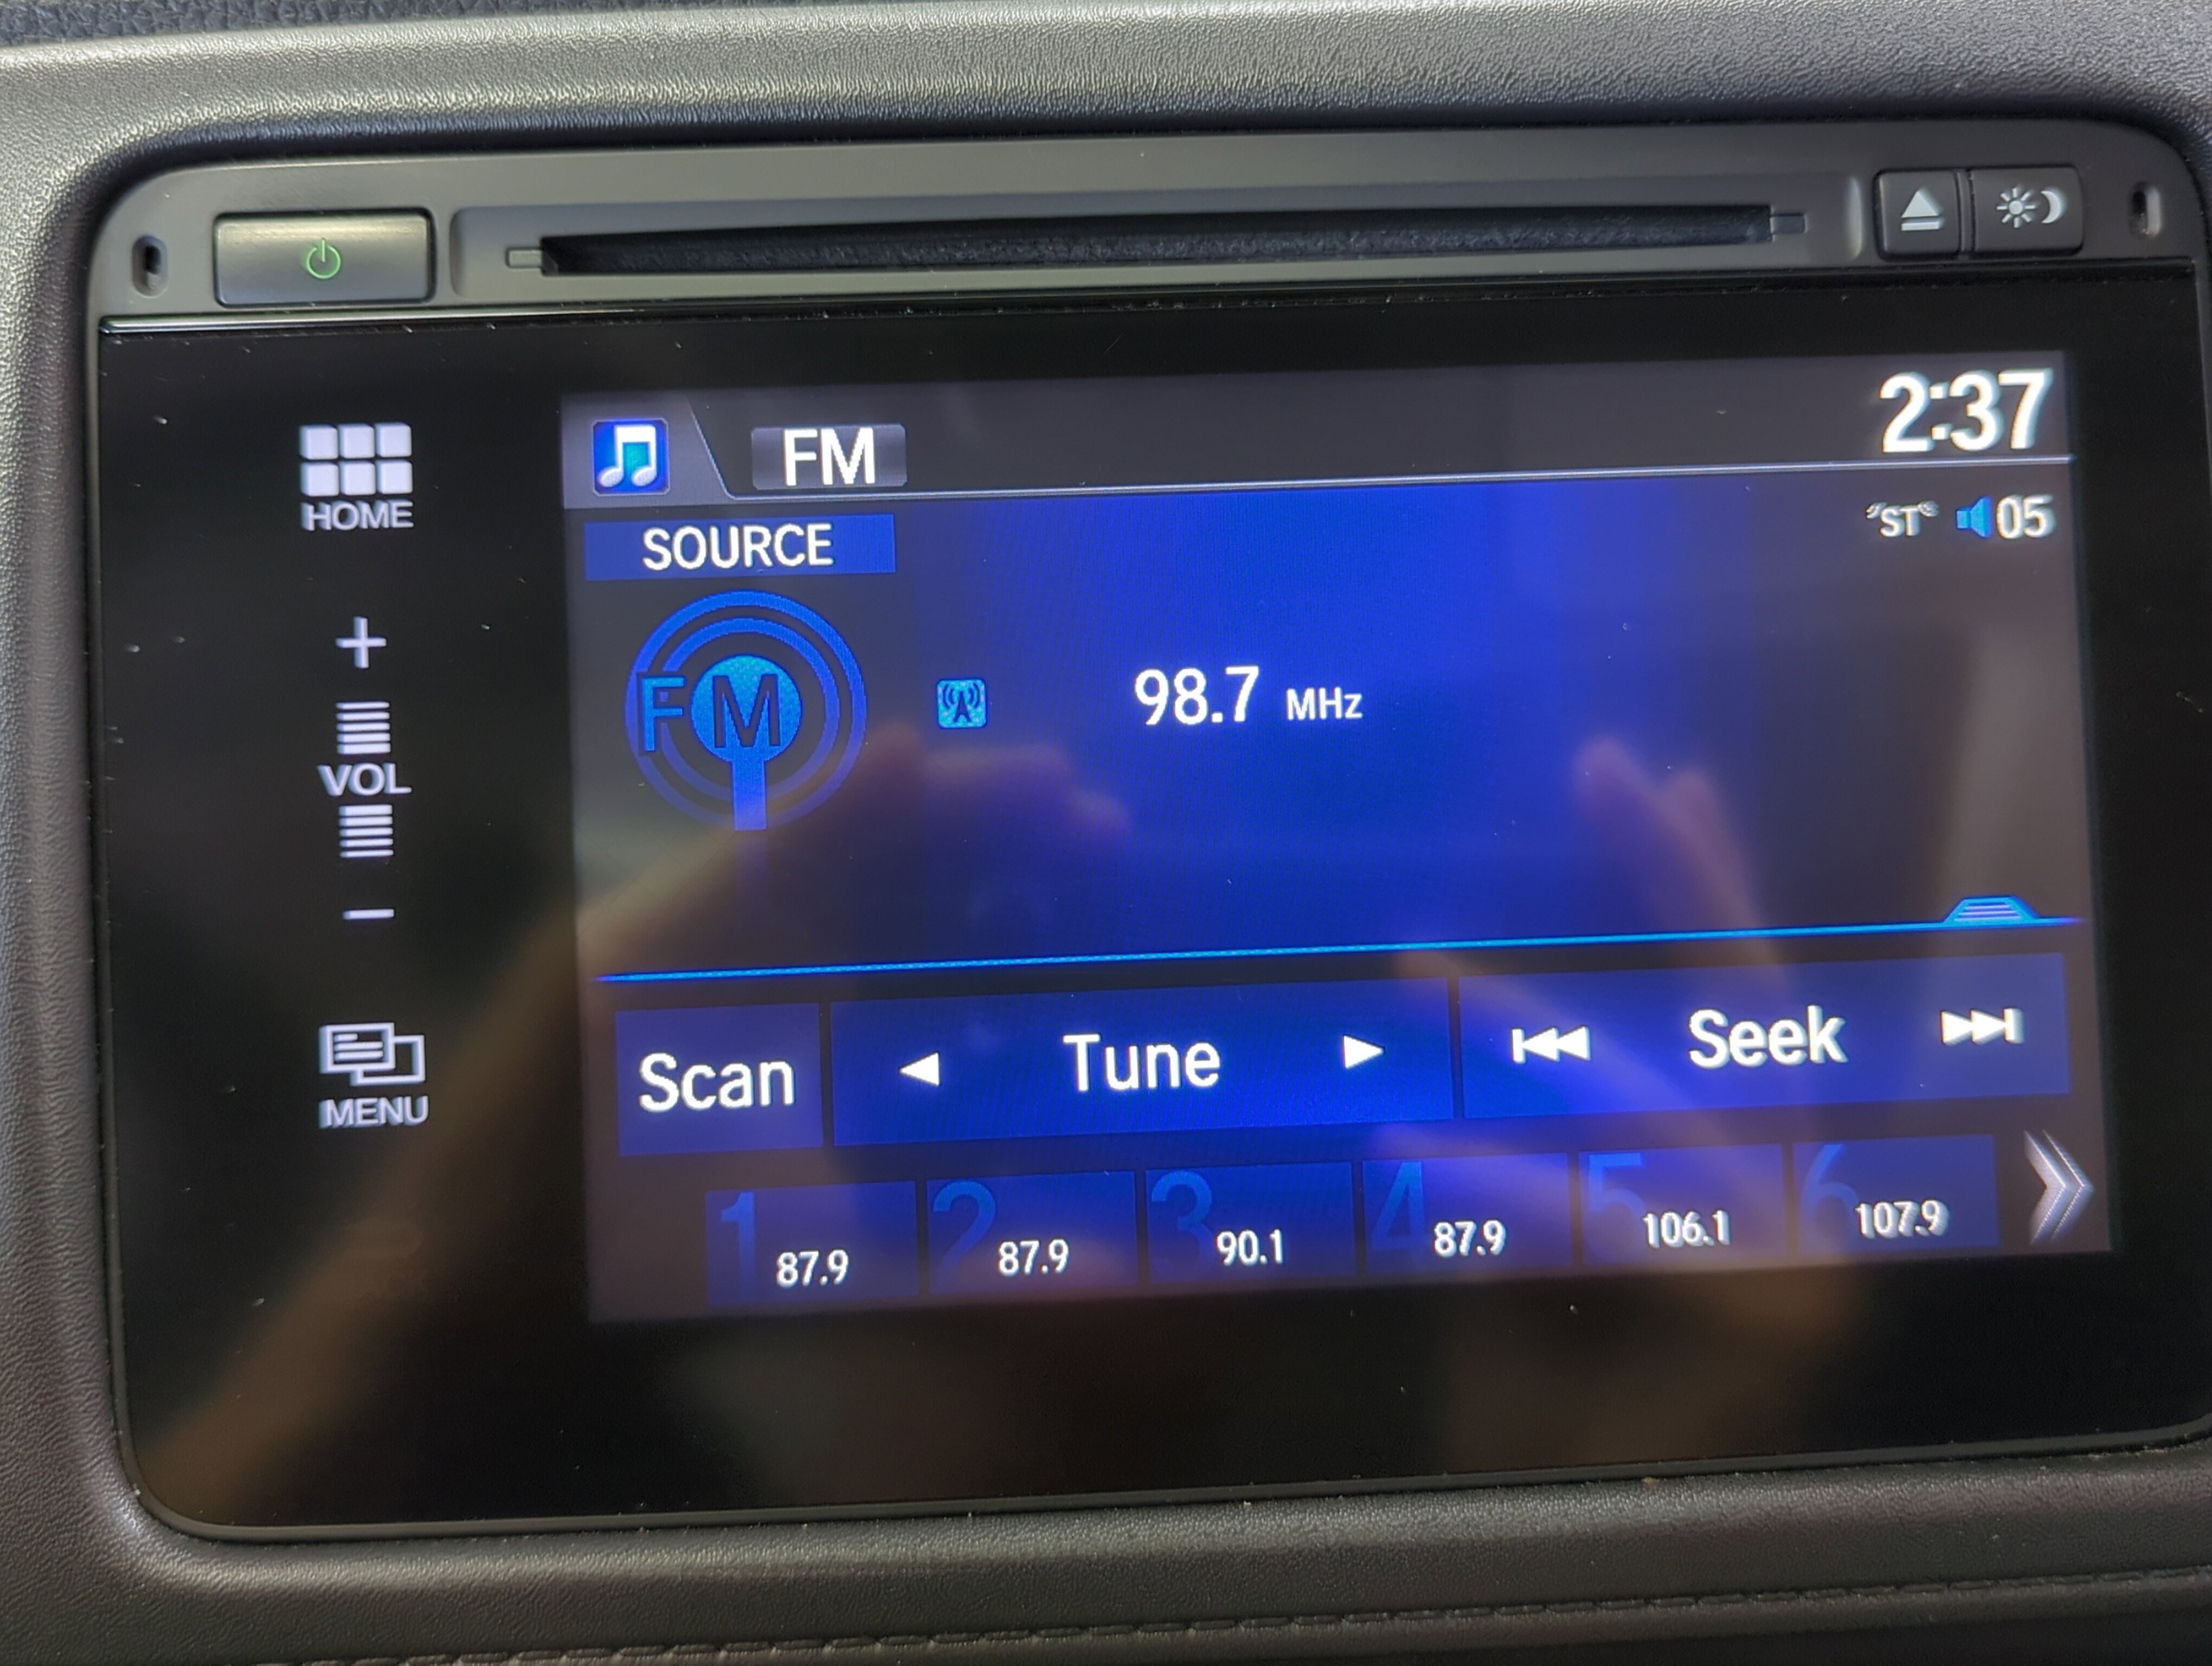 FM
2:37
HOME
SOURCE
ST 05
FM
98.7 MHz
VOL
Scan Tune Seek
MENU
1 87.9 2 87.9 3 90.1 4 87.9 5 106.1 6 107.9